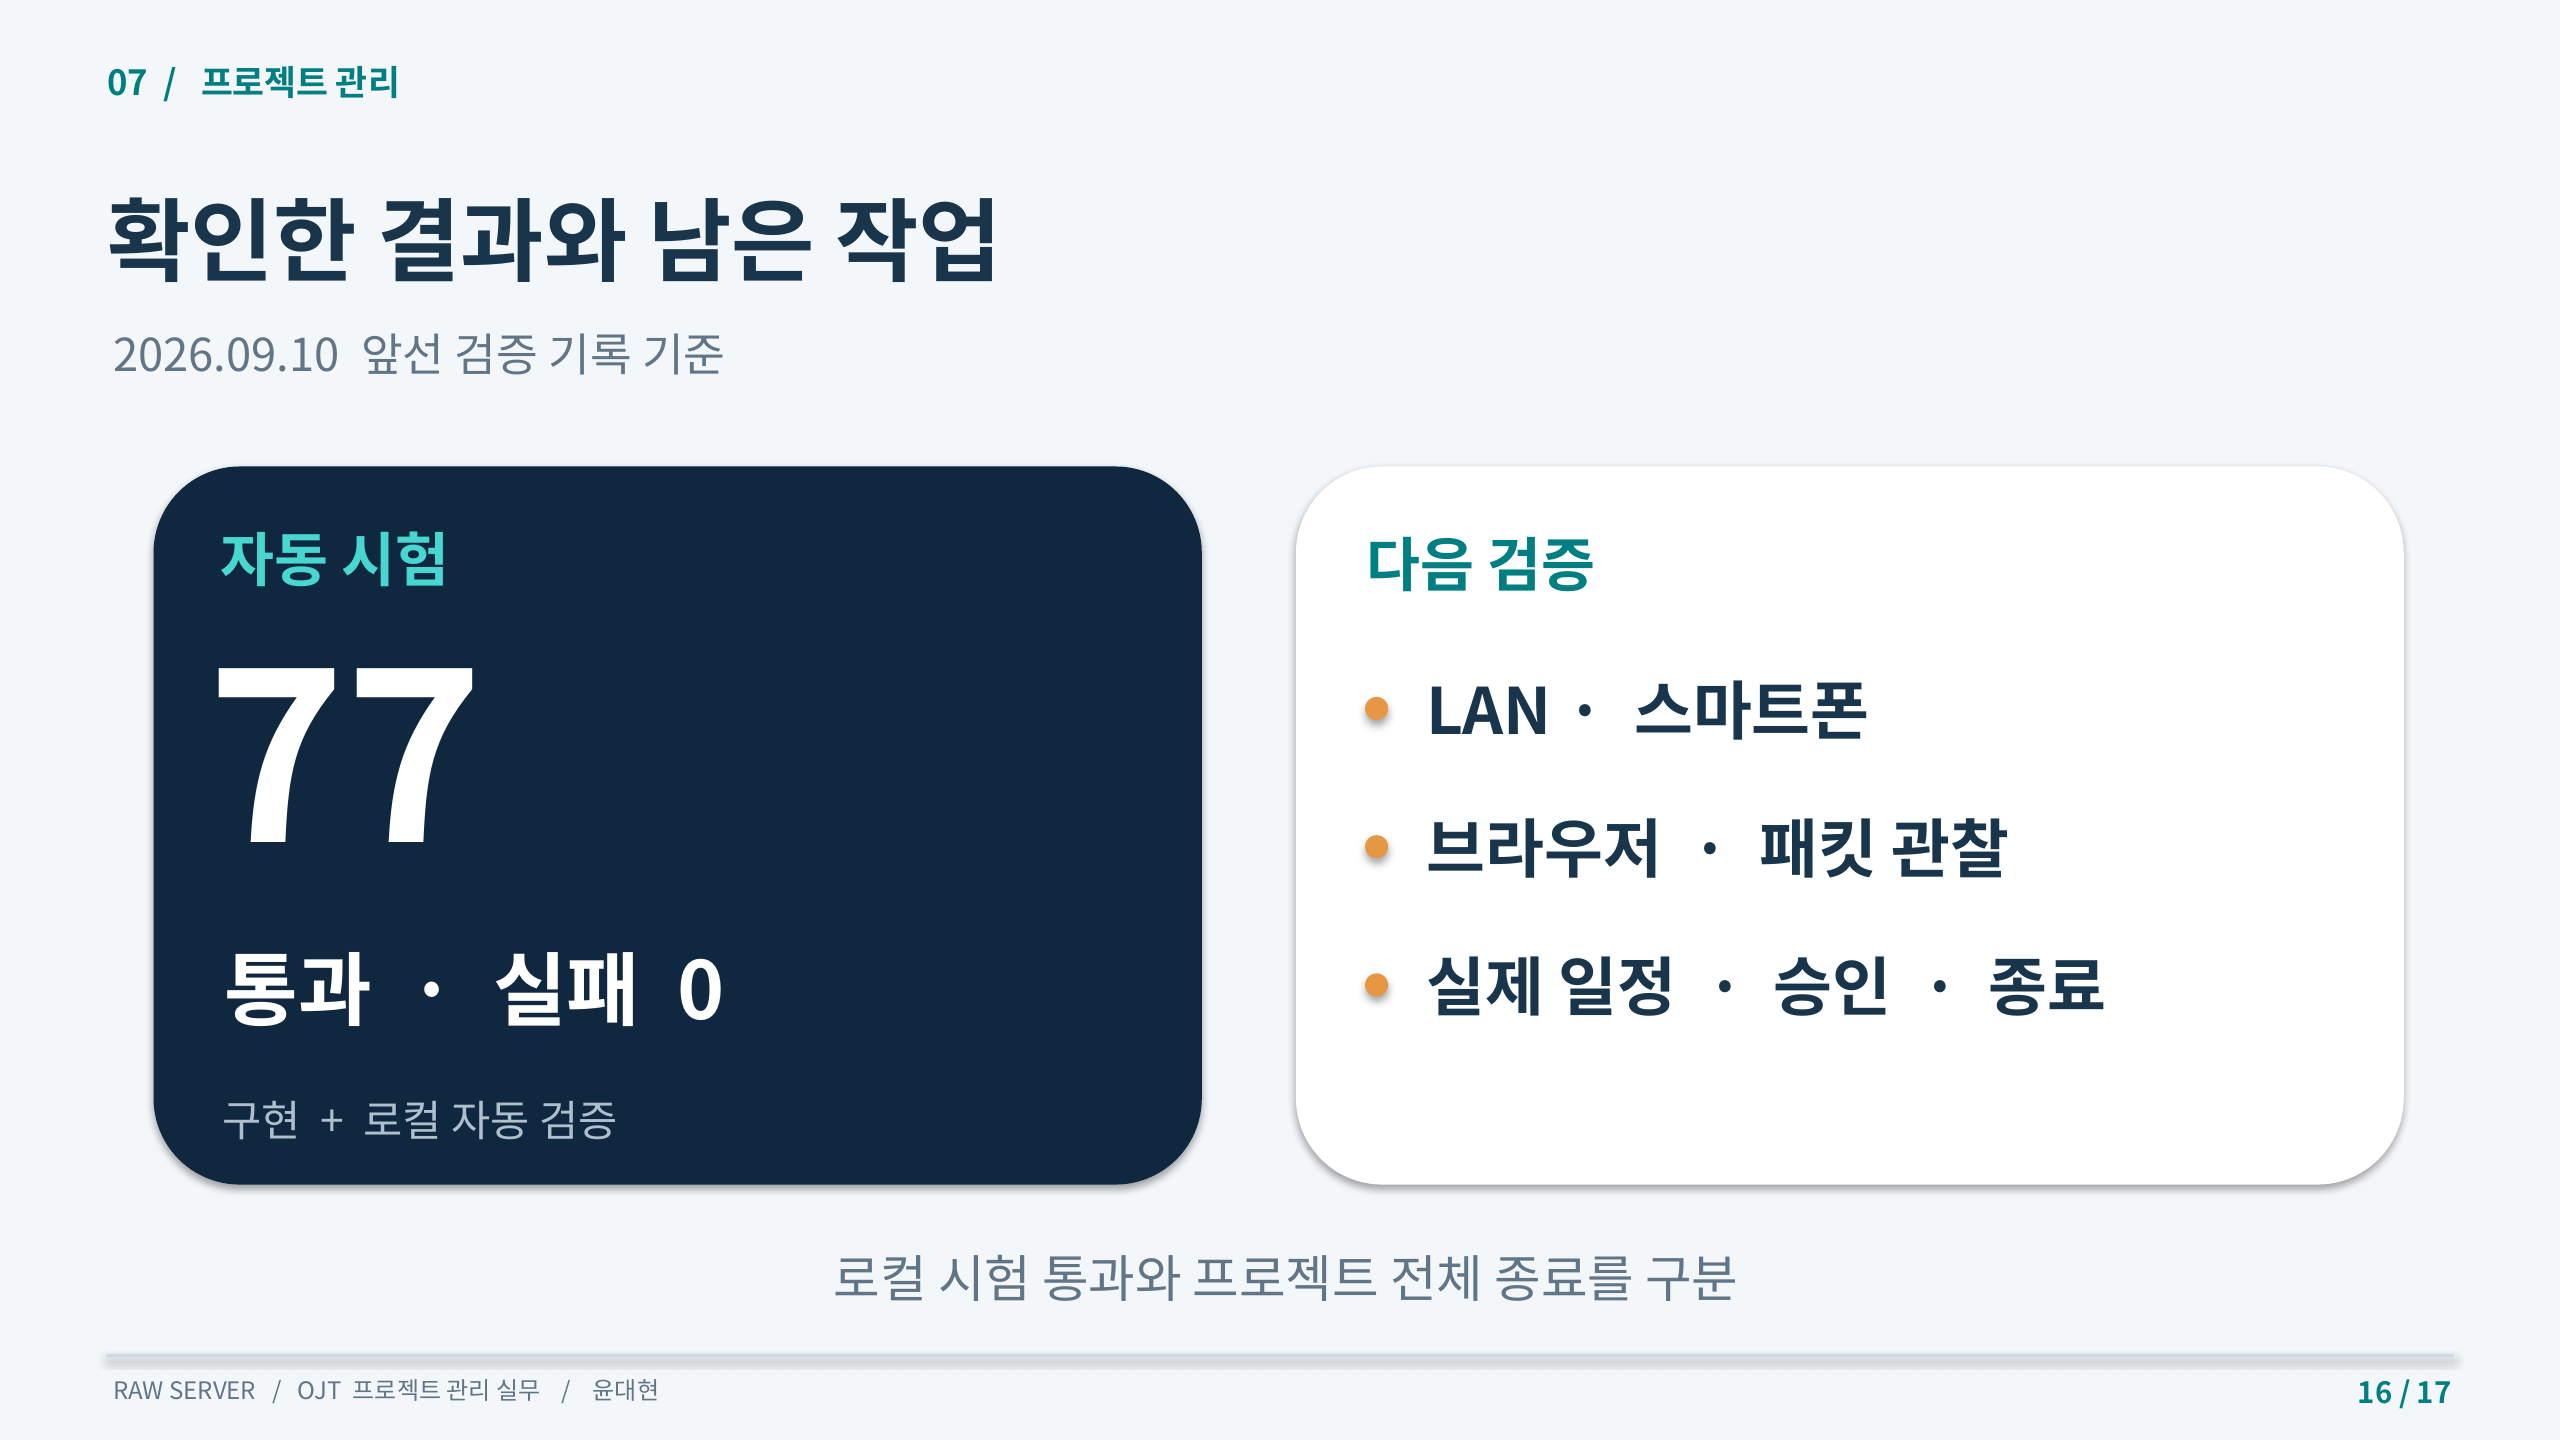 07 / 프로젝트 관리
확인한 결과와 남은 작업
2026.09.10 앞선 검증 기록 기준
자동 시험
77
통과 · 실패 0
구현 + 로컬 자동 검증
다음 검증
LAN · 스마트폰
브라우저 · 패킷 관찰
실제 일정 · 승인 · 종료
로컬 시험 통과와 프로젝트 전체 종료를 구분
RAW SERVER / OJT 프로젝트 관리 실무 / 윤대현
16 / 17